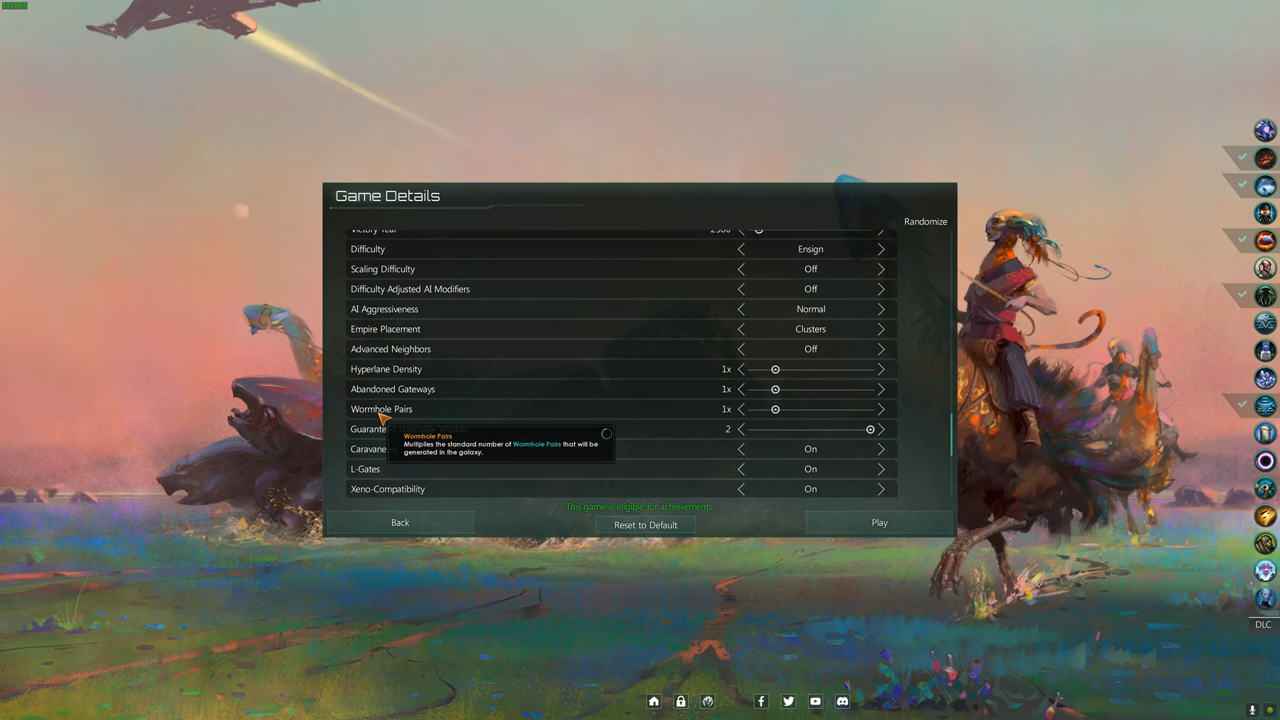 Game Details
Randomize
Difficulty Ensign
Scaling Difficulty Off
Difficulty Adjusted AI Modifiers Off
AI Aggressiveness Normal
Empire Placement Clusters
Advanced Neighbors Off
Hyperlane Density 1x
Abandoned Gateways 1x
Wormhole Pairs 1x
2
Wormhole Pairs
Multiplies the standard number of Wormhole Pairs that will be
generated in the galaxy.
On
L-Gates On
Xeno-Compatibility On
This game is eligible for achievements.
Back Reset to Default Play
DLC